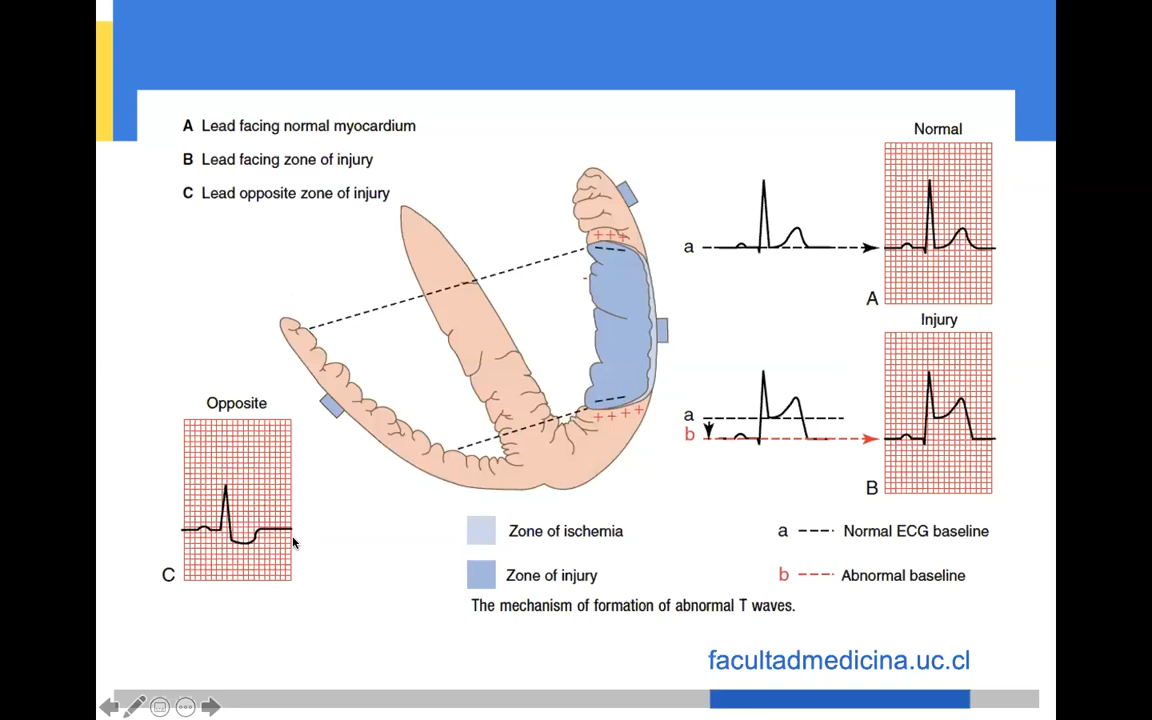 A Lead facing normal myocardium
B Lead facing zone of injury
C Lead opposite zone of injury
Normal
a
A
Injury
a
b
B
Opposite
C
Zone of ischemia
Zone of injury
a Normal ECG baseline
b Abnormal baseline
The mechanism of formation of abnormal T waves.
facultadmedicina.uc.cl